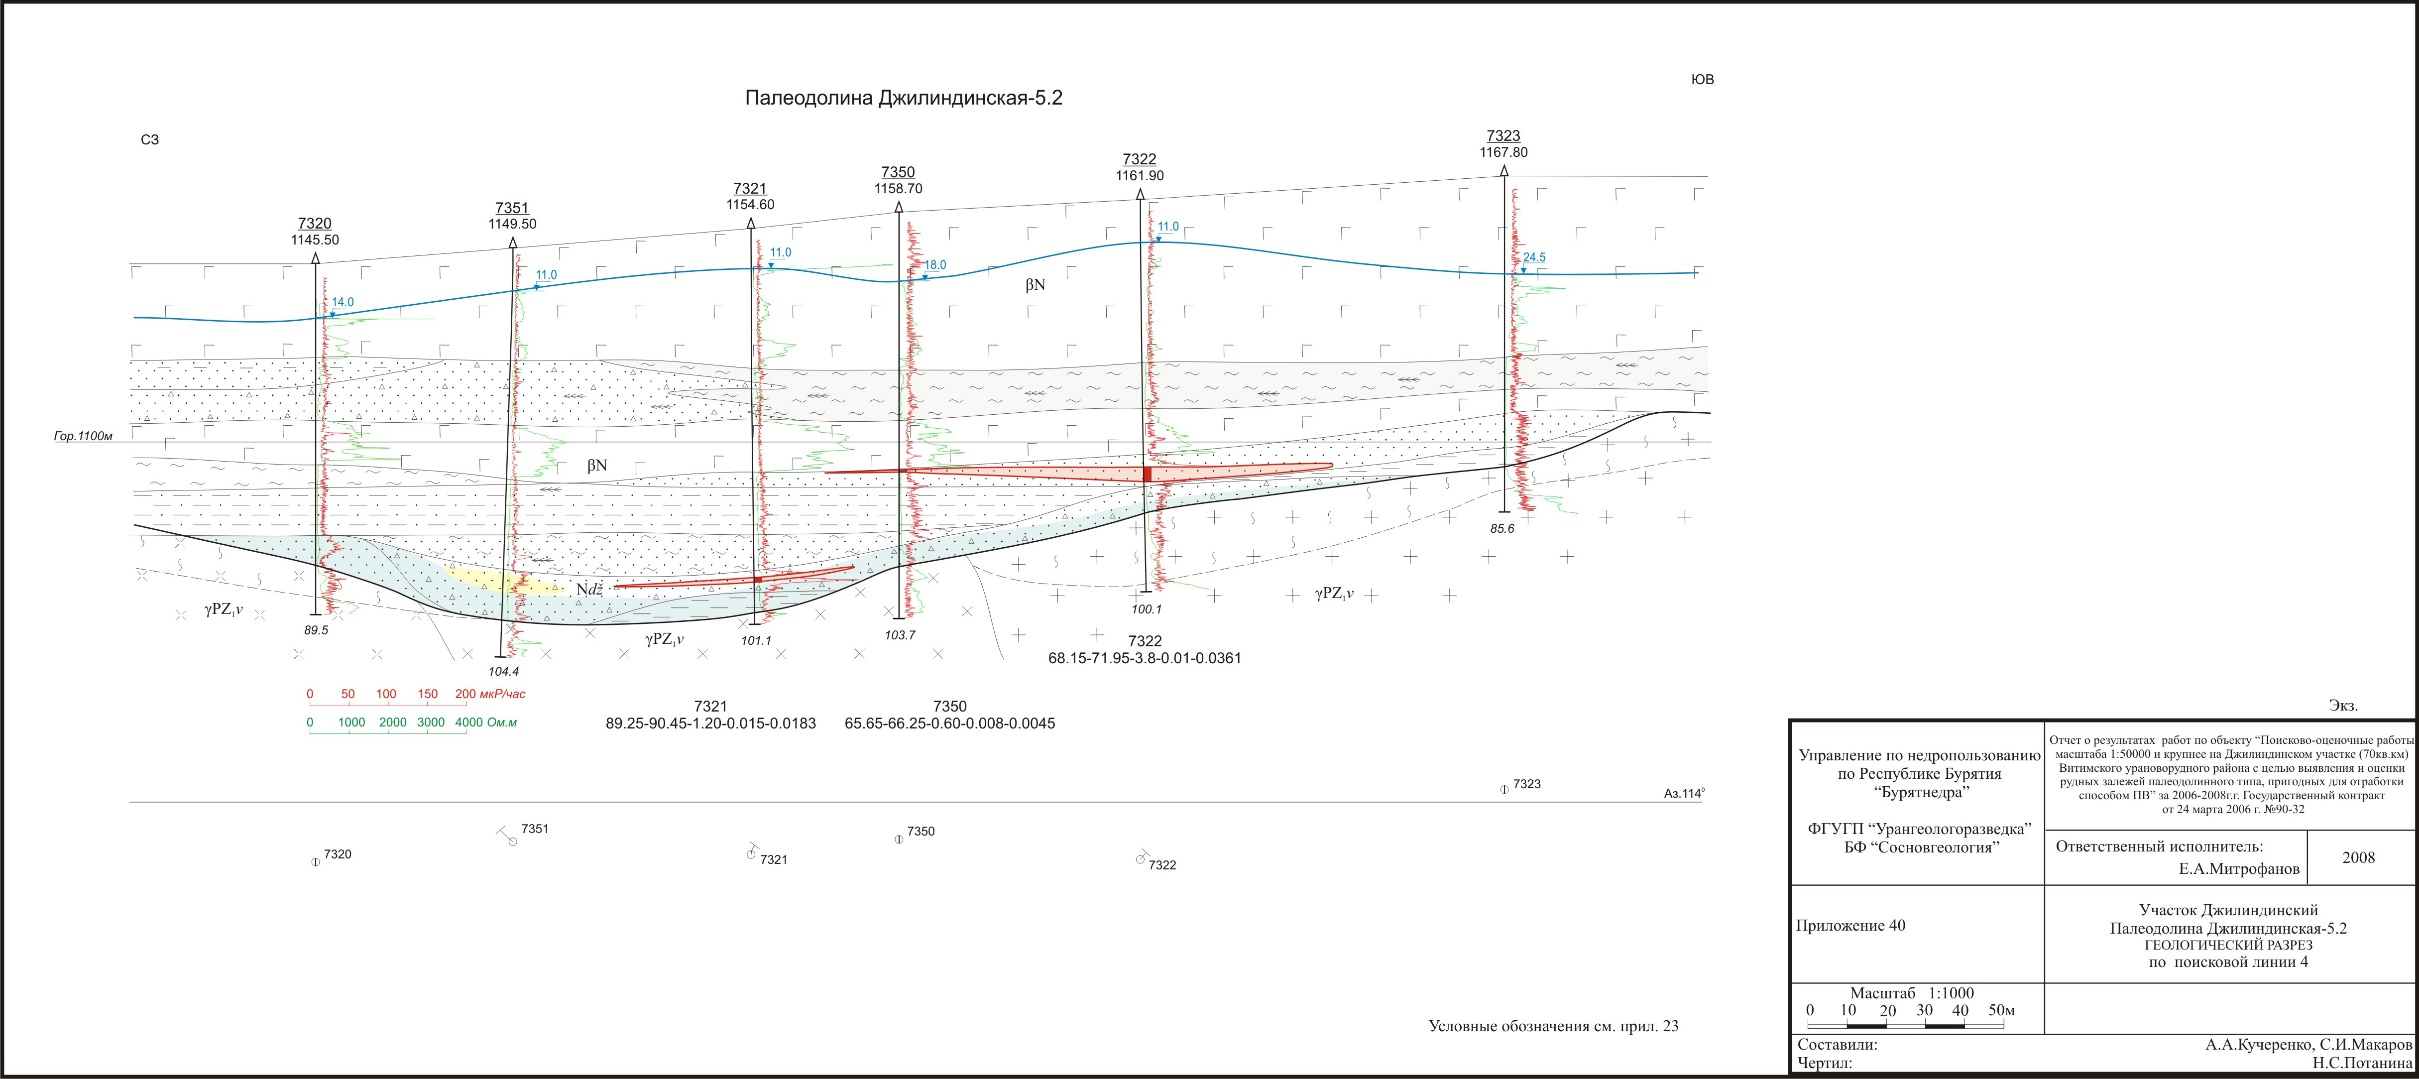 ЮВ
Палеодолина Джилиндинская-5.2
СЗ
7323
1167.80
7322
1161.90
7350
1158.70
7321
1154.60
7351
1149.50
7320
1145.50
11.0
11.0
18.0
24.5
11.0
14.0
βN
Гор.1100м
βN
Ndž
γPZ₁v
γPZ₁v
γPZ₁v
85.6
100.1
89.5
101.1
103.7
104.4
7322
68.15-71.95-3.8-0.01-0.0361
0 50 100 150 200 мкР/час
0 1000 2000 3000 4000 Ом.м
7321
89.25-90.45-1.20-0.015-0.0183
7350
65.65-66.25-0.60-0.008-0.0045
7323
Аз.114⁰
7351
7350
7320
7321
7322
Условные обозначения см. прил. 23
Экз.
Управление по недропользованию
по Республике Бурятия
“Бурятнедра”
ФГУГП “Урангеологоразведка”
БФ “Сосновгеология”
Отчет о результатах работ по объекту “Поисково-оценочные работы
масштаба 1:50000 и крупнее на Джилиндинском участке (70кв.км)
Витимского урановорудного района с целью выявления и оценки
рудных залежей палеодолинного типа, пригодных для отработки
способом ПВ” за 2006-2008г.г. Государственный контракт
от 24 марта 2006 г. №90-32
Ответственный исполнитель:
Е.А.Митрофанов
2008
Приложение 40
Участок Джилиндинский
Палеодолина Джилиндинская-5.2
ГЕОЛОГИЧЕСКИЙ РАЗРЕЗ
по поисковой линии 4
Масштаб 1:1000
0 10 20 30 40 50м
Составили: А.А.Кучеренко, С.И.Макаров
Чертил: Н.С.Потанина